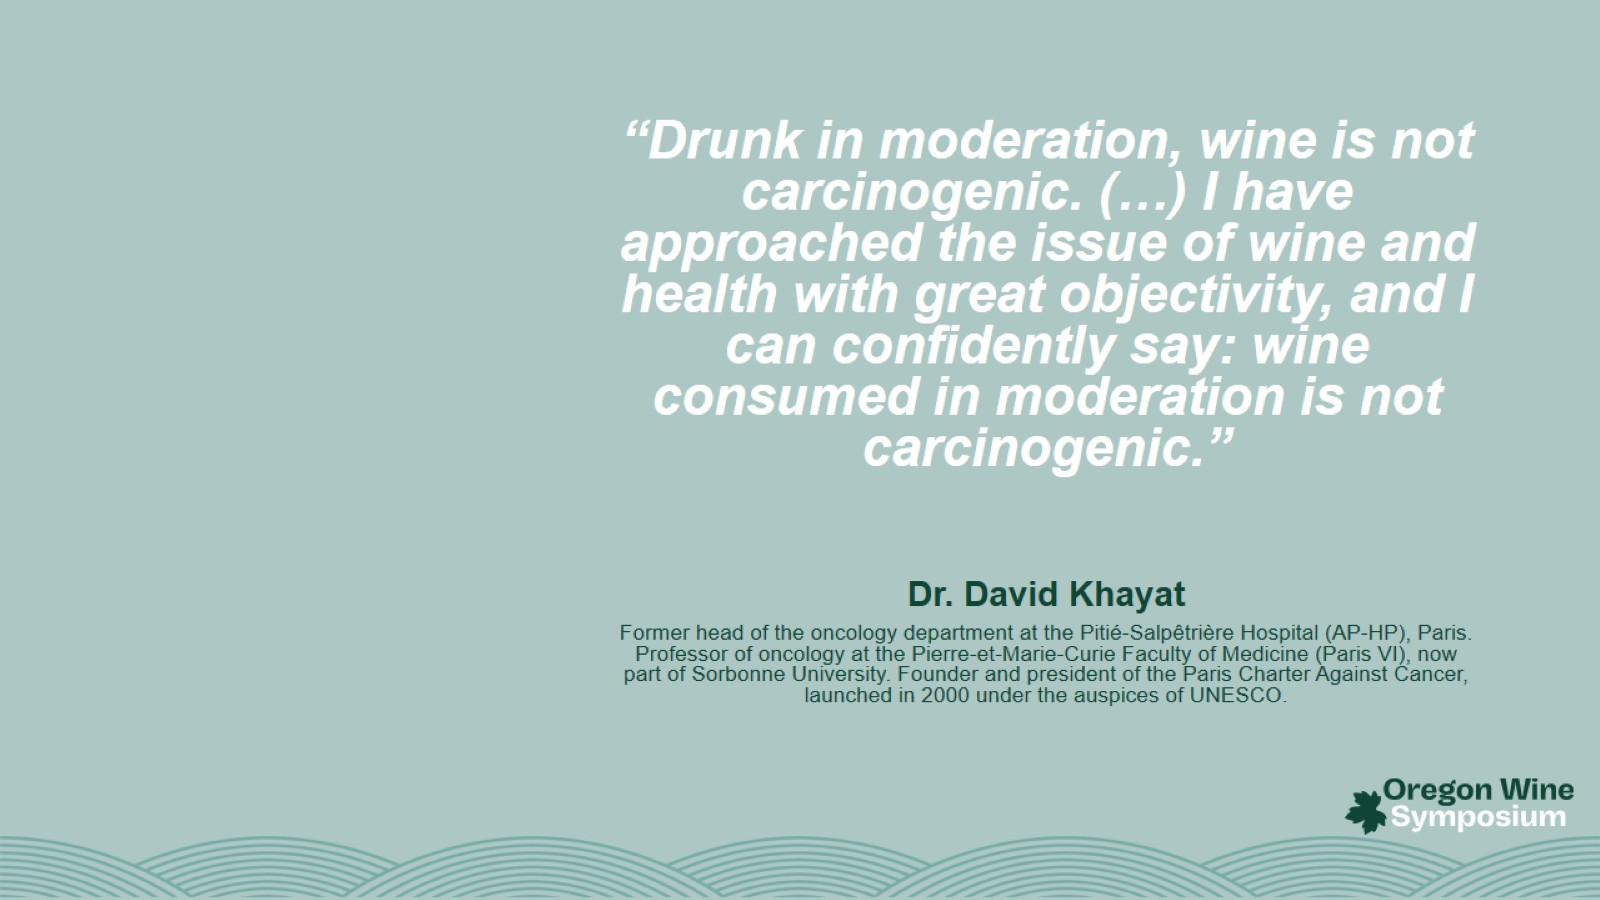 “Drunk in moderation, wine is not
carcinogenic. (…) I have
approached the issue of wine and
health with great objectivity, and I
can confidently say: wine
consumed in moderation is not
carcinogenic.”
Dr. David Khayat
Former head of the oncology department at the Pitié-Salpêtrière Hospital (AP-HP), Paris.
Professor of oncology at the Pierre-et-Marie-Curie Faculty of Medicine (Paris VI), now
part of Sorbonne University. Founder and president of the Paris Charter Against Cancer,
launched in 2000 under the auspices of UNESCO.
Oregon Wine
Symposium